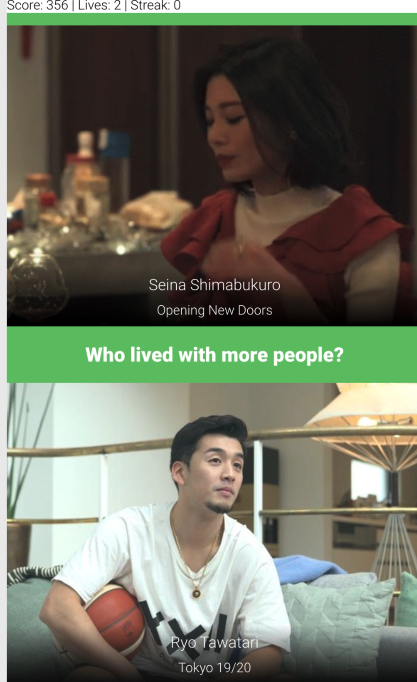 Score: 356 | Lives: 2 | Streak: 0
Seina Shimabukuro
Opening New Doors
Who lived with more people?
Ryo Tawatari
Tokyo 19/20